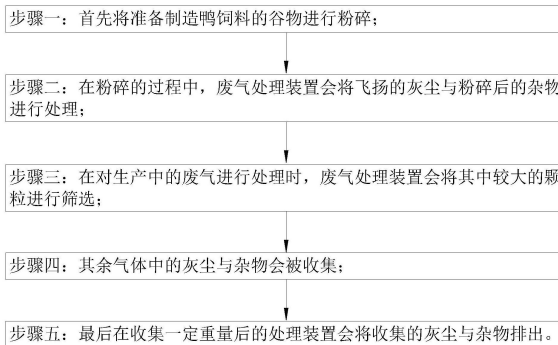 步骤一：首先将准备制造鸭饲料的谷物进行粉碎；
步骤二：在粉碎的过程中，废气处理装置会将飞扬的灰尘与粉碎后的杂物
进行处理；
步骤三：在对生产中的废气进行处理时，废气处理装置会将其中较大的颗
粒进行筛选；
步骤四：其余气体中的灰尘与杂物会被收集；
步骤五：最后在收集一定重量后的处理装置会将收集的灰尘与杂物排出。